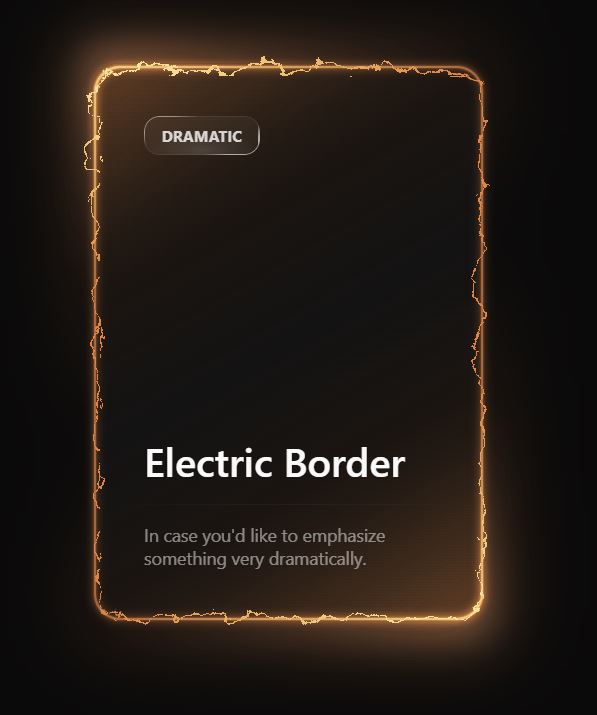 DRAMATIC
Electric Border
In case you'd like to emphasize
something very dramatically.